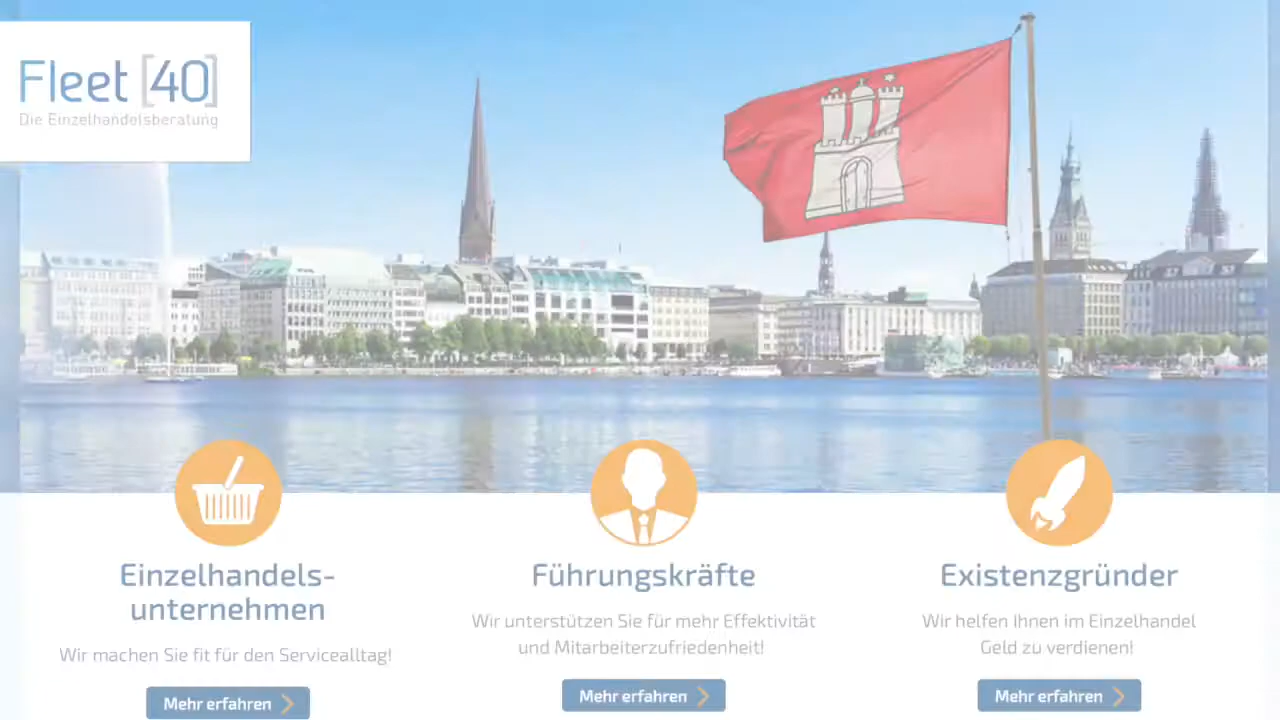 Fleet [40]
Die Einzelhandelsberatung
Einzelhandels-
unternehmen
Wir machen Sie fit für den Servicealltag!
Mehr erfahren
Führungskräfte
Wir unterstützen Sie für mehr Effektivität
und Mitarbeiterzufriedenheit!
Mehr erfahren
Existenzgründer
Wir helfen Ihnen im Einzelhandel
Geld zu verdienen!
Mehr erfahren